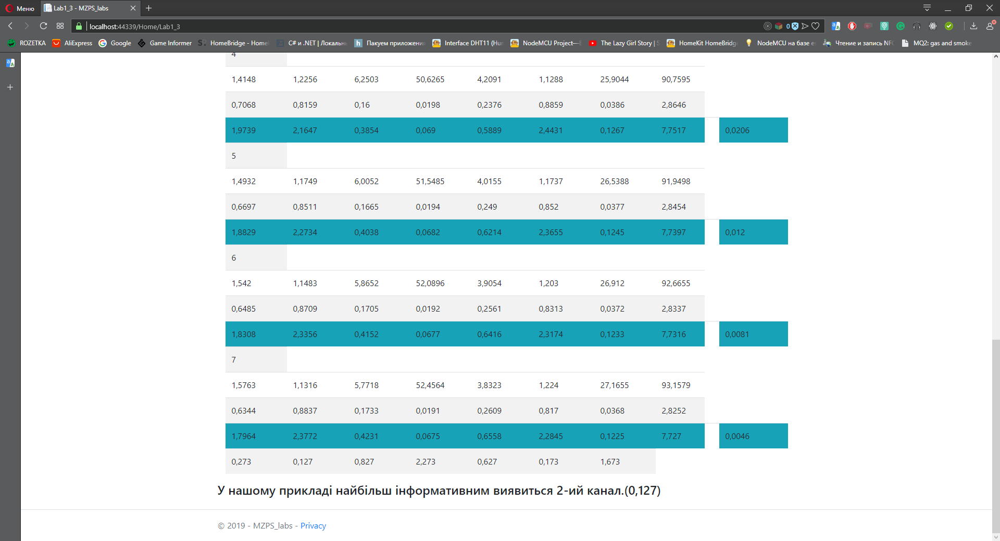 Меню
Lab1_3 - MZPS_labs
localhost:44339/Home/Lab1_3
0
ROZETKA AliExpress Google Game Informer HomeBridge - Home C# и .NET | Локальн Пакуем приложения Interface DHT11 (Hu NodeMCU Project— The Lazy Girl Story | S HomeKit HomeBridg NodeMCU на базе es Чтение и запись NFC MQ2: gas and smoke
4
1,4148 1,2256 6,2503 50,6265 4,2091 1,1288 25,9044 90,7595
0,7068 0,8159 0,16 0,0198 0,2376 0,8859 0,0386 2,8646
1,9739 2,1647 0,3854 0,069 0,5889 2,4431 0,1267 7,7517 0,0206
5
1,4932 1,1749 6,0052 51,5485 4,0155 1,1737 26,5388 91,9498
0,6697 0,8511 0,1665 0,0194 0,249 0,852 0,0377 2,8454
1,8829 2,2734 0,4038 0,0682 0,6214 2,3655 0,1245 7,7397 0,012
6
1,542 1,1483 5,8652 52,0896 3,9054 1,203 26,912 92,6655
0,6485 0,8709 0,1705 0,0192 0,2561 0,8313 0,0372 2,8337
1,8308 2,3356 0,4152 0,0677 0,6416 2,3174 0,1233 7,7316 0,0081
7
1,5763 1,1316 5,7718 52,4564 3,8323 1,224 27,1655 93,1579
0,6344 0,8837 0,1733 0,0191 0,2609 0,817 0,0368 2,8252
1,7964 2,3772 0,4231 0,0675 0,6558 2,2845 0,1225 7,727 0,0046
0,273 0,127 0,827 2,273 0,627 0,173 1,673
У нашому прикладі найбільш інформативним виявиться 2-ий канал.(0,127)
© 2019 - MZPS_labs - Privacy